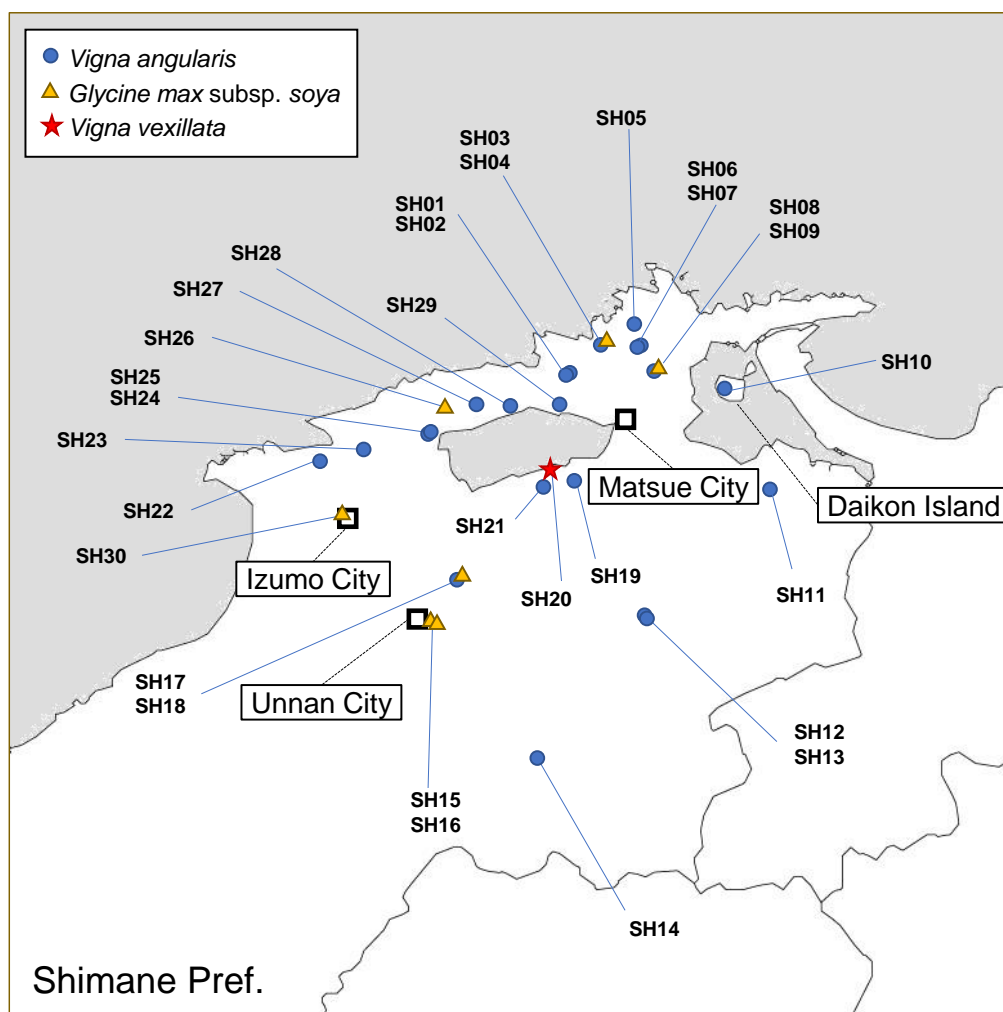 Vigna angularis
Glycine max subsp. soya
Vigna vexillata
SH05
SH03
SH04
SH06
SH07
SH01
SH02
SH08
SH09
SH28
SH27
SH29
SH26
SH10
SH25
SH24
SH23
Matsue City
Daikon Island
SH22
SH21
SH30
Izumo City
SH19
SH20
SH11
SH17
SH18
Unnan City
SH12
SH13
SH15
SH16
SH14
Shimane Pref.